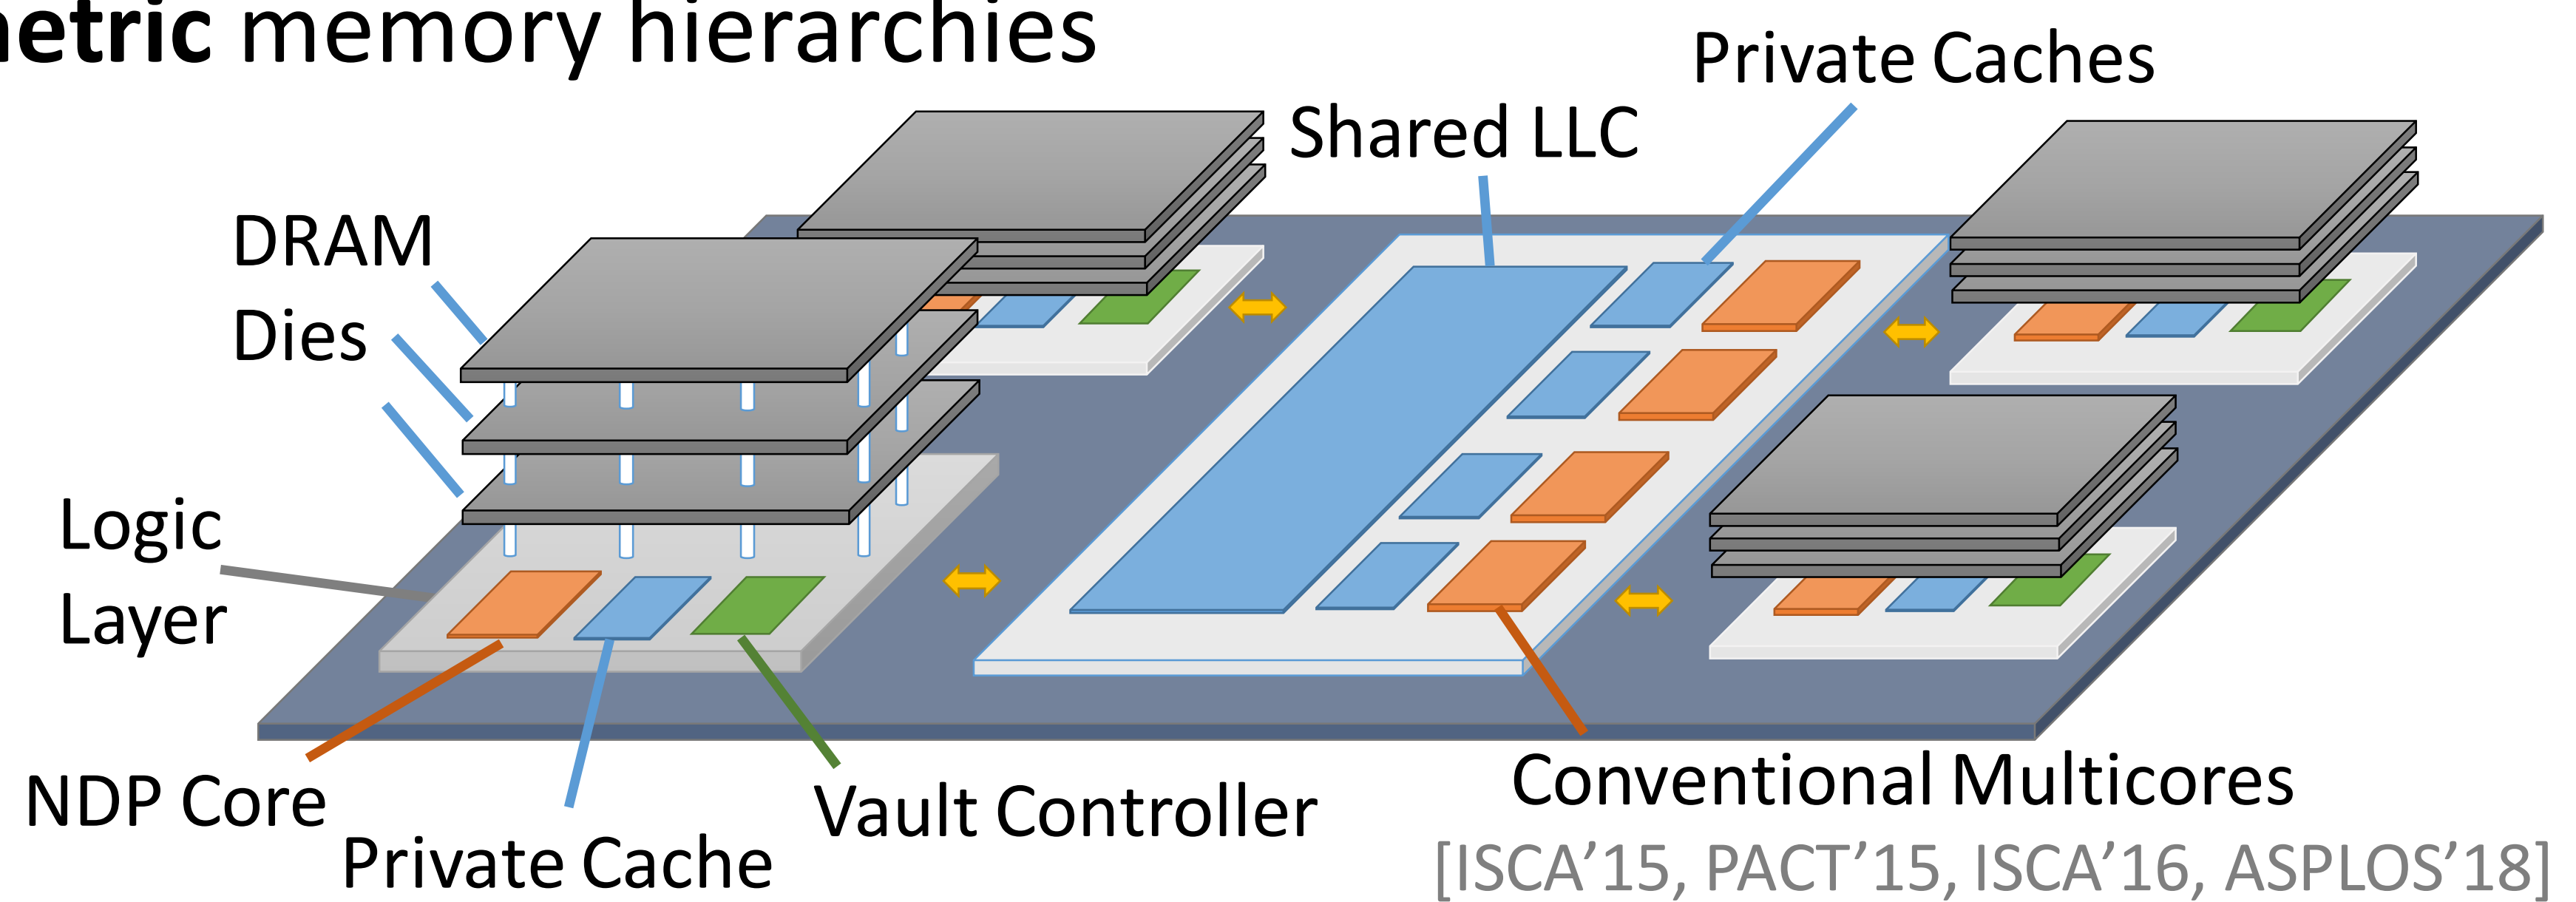 memory hierarchies
Private Caches
Shared LLC
DRAM
Dies
Logic
Layer
NDP Core
Private Cache
Vault Controller
Conventional Multicores
[ISCA’15, PACT’15, ISCA’16, ASPLOS’18]